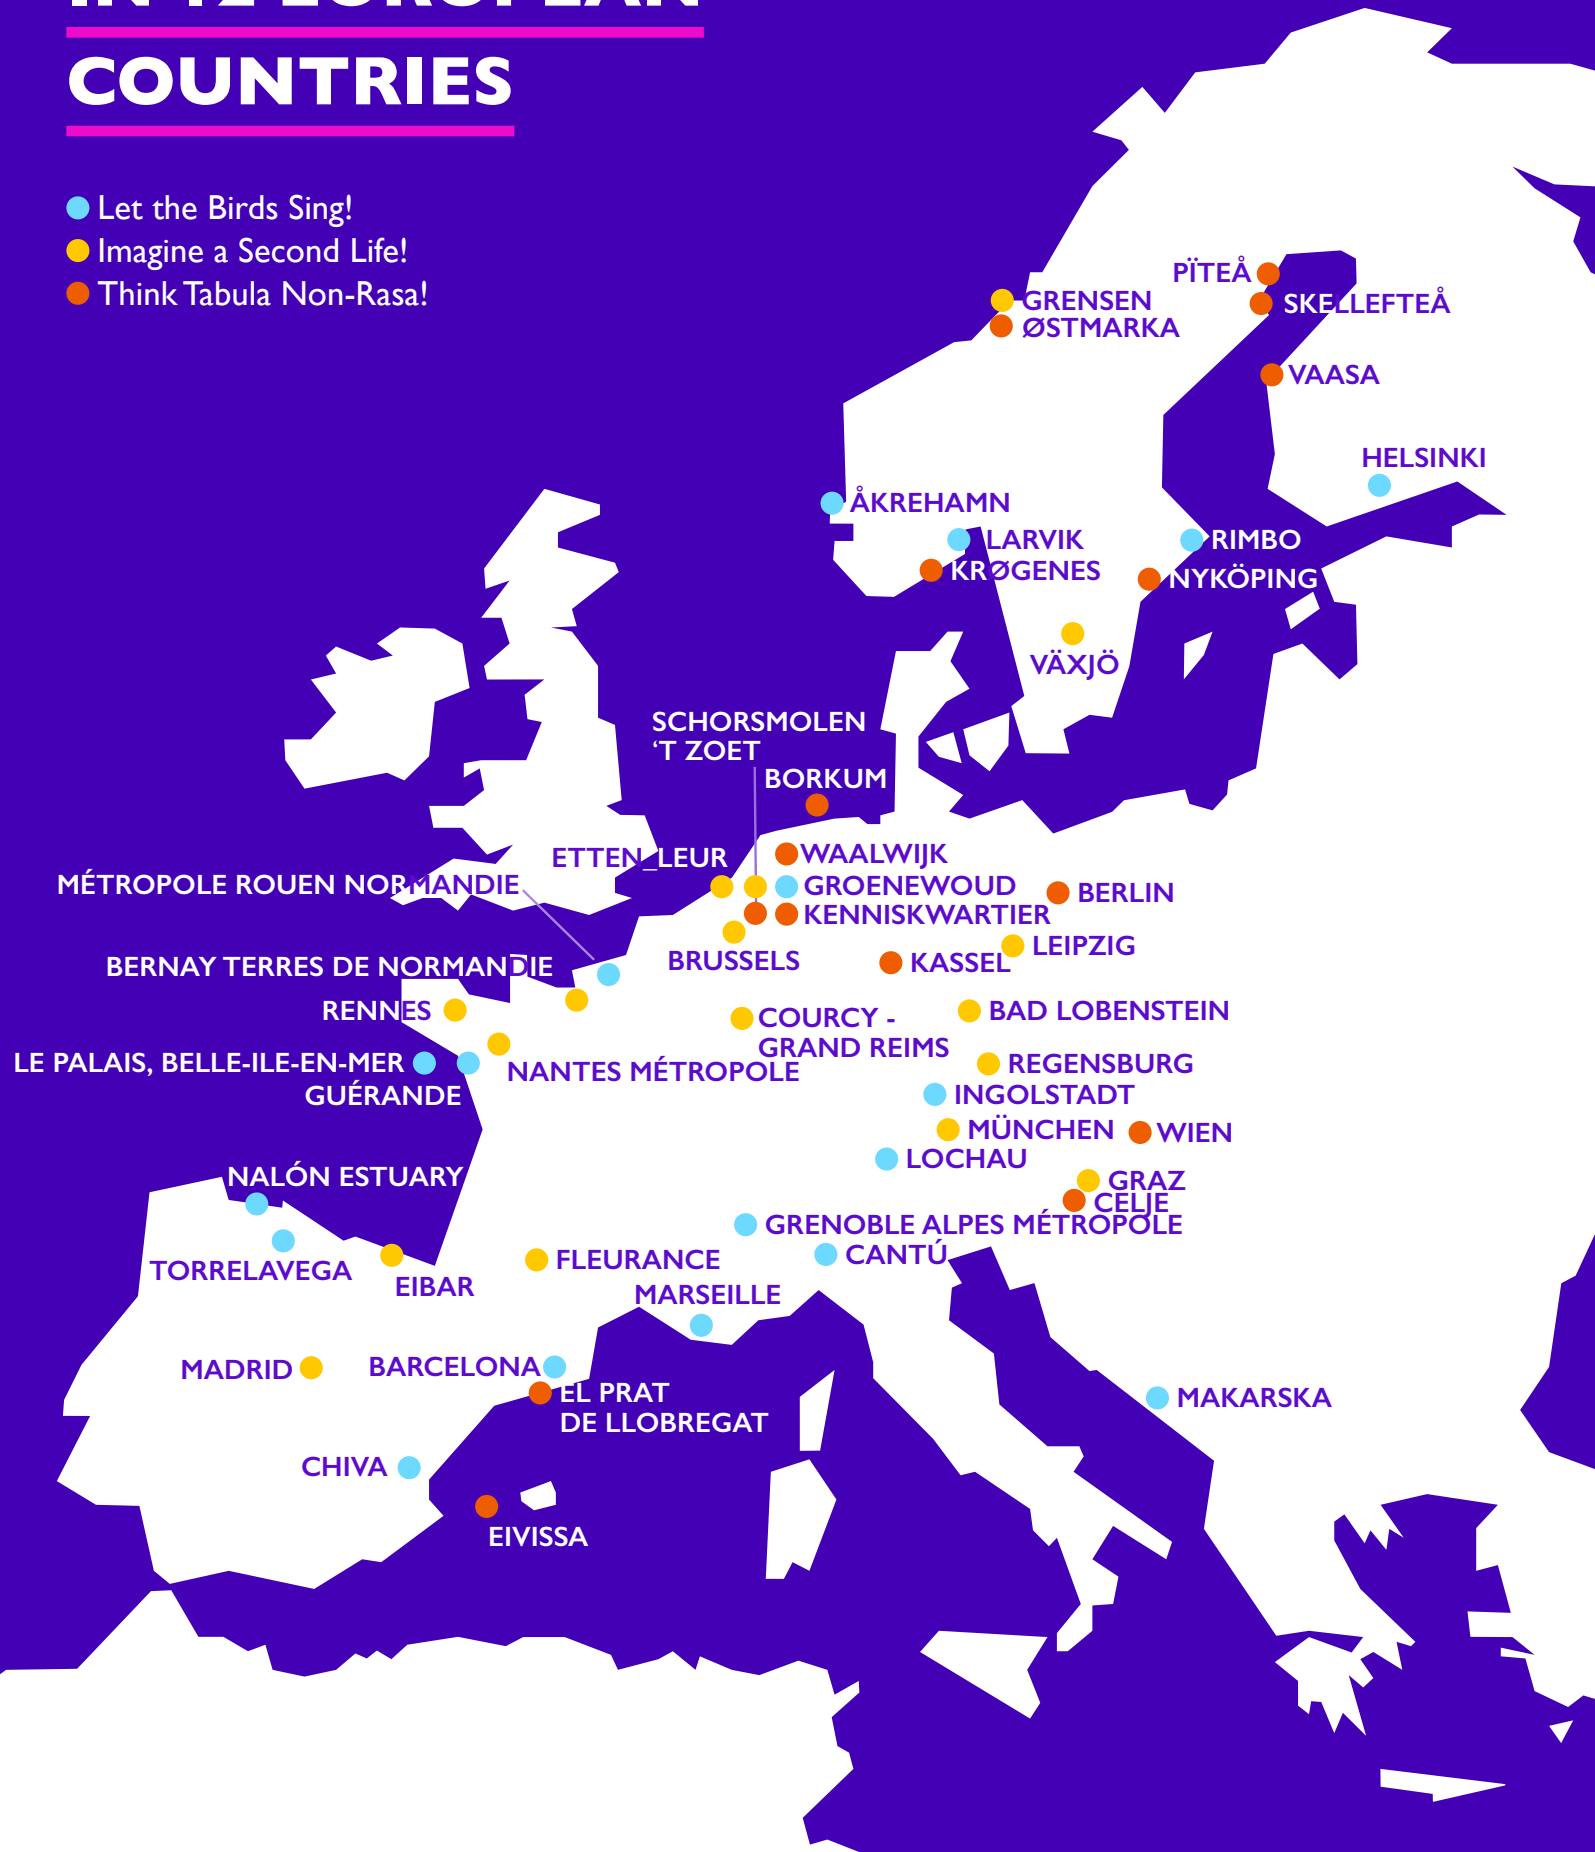 IN 12 EUROPEAN
COUNTRIES
Let the Birds Sing!
Imagine a Second Life!
Think Tabula Non-Rasa!
PÏTEÅ
GRENSEN
SKELLEFTEÅ
ØSTMARKA
VAASA
HELSINKI
ÅKREHAMN
LARVIK
RIMBO
KRØGENES
NYKÖPING
VÄXJÖ
SCHORSMOLEN
‘T ZOET
BORKUM
WAALWIJK
ETTEN_LEUR
MÉTROPOLE ROUEN NORMANDIE
GROENEWOUD
BERLIN
KENNISKWARTIER
LEIPZIG
BRUSSELS
KASSEL
BERNAY TERRES DE NORMANDIE
RENNES
COURCY -
GRAND REIMS
BAD LOBENSTEIN
LE PALAIS, BELLE-ILE-EN-MER
NANTES MÉTROPOLE
REGENSBURG
GUÉRANDE
INGOLSTADT
MÜNCHEN
WIEN
LOCHAU
NALÓN ESTUARY
GRAZ
CELJE
GRENOBLE ALPES MÉTROPOLE
CANTÚ
FLEURANCE
TORRELAVEGA
EIBAR
MARSEILLE
MADRID
BARCELONA
EL PRAT
DE LLOBREGAT
MAKARSKA
CHIVA
EIVISSA